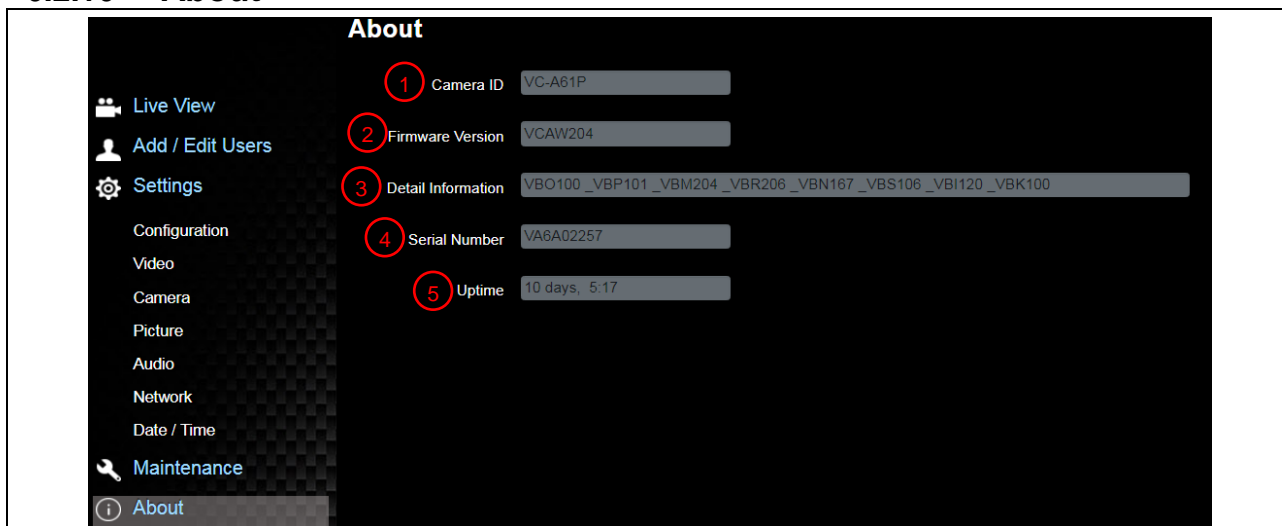 About
Live View
Add / Edit Users
Settings
Configuration
Video
Camera
Picture
Audio
Network
Date / Time
Maintenance
About
1 Camera ID VC-A61P
2 Firmware Version VCAW204
3 Detail Information VBO100 _VBP101 _VBM204 _VBR206 _VBN167 _VBS106 _VBI120 _VBK100
4 Serial Number VA6A02257
5 Uptime 10 days, 5:17